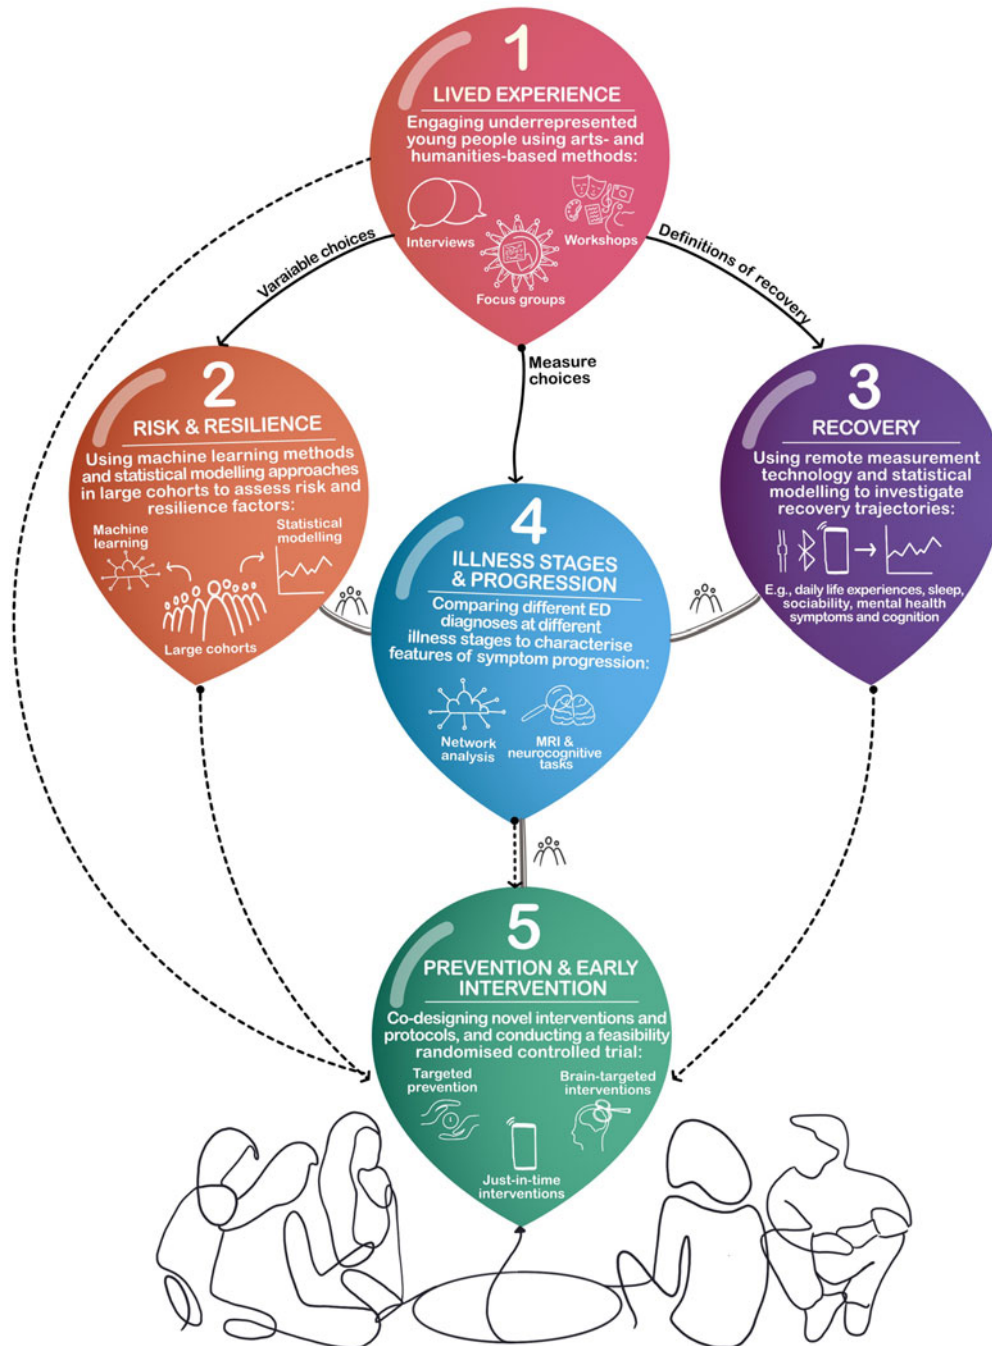 1
LIVED EXPERIENCE
Engaging underrepresented
young people using arts- and
humanities-based methods:
Interviews
Workshops
Focus groups
Varaiable choices
Definitions of recovery
Measure
choices
2
RISK & RESILIENCE
Using machine learning methods
and statistical modelling approaches
in large cohorts to assess risk and
resilience factors:
Machine
learning
Statistical
modelling
Large cohorts
3
RECOVERY
Using remote measurement
technology and statistical
modelling to investigate
recovery trajectories:
E.g., daily life experiences, sleep,
sociability, mental health
symptoms and cognition
4
ILLNESS STAGES
& PROGRESSION
Comparing different ED
diagnoses at different
illness stages to characterise
features of symptom progression:
Network
analysis
MRI &
neurocognitive
tasks
5
PREVENTION & EARLY
INTERVENTION
Co-designing novel interventions and
protocols, and conducting a feasibility
randomised controlled trial:
Targeted
prevention
Brain-targeted
interventions
Just-in-time
interventions